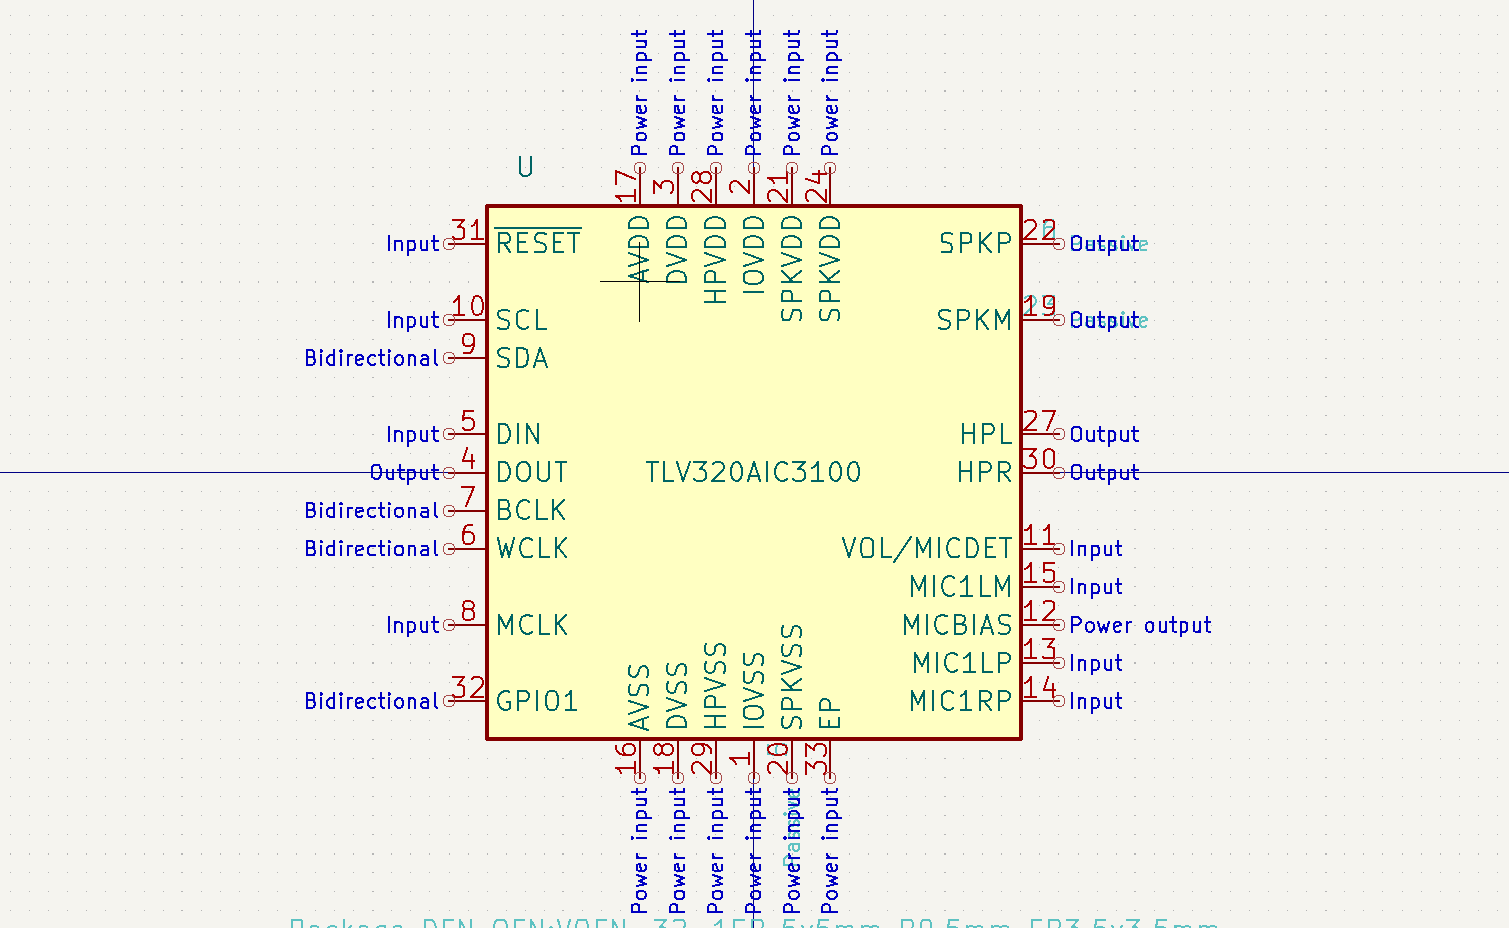 Power input Power input Power input Power input Power input Power input
U
17 3 28 2 21 24
AVDD DVDD HPVDD IOVDD SPKVDD SPKVDD
Input 31 RESET
SPKP 22 Output
Passive
Input 10 SCL
SPKM 19 Output
Passive
Bidirectional 9 SDA
Input 5 DIN
HPL 27 Output
Output 4 DOUT
TLV320AIC3100
HPR 30 Output
Bidirectional 7 BCLK
Bidirectional 6 WCLK
VOL/MICDET 11 Input
MIC1LM 15 Input
Input 8 MCLK
MICBIAS 12 Power output
MIC1LP 13 Input
Bidirectional 32 GPIO1
MIC1RP 14 Input
AVSS DVSS HPVSS IOVSS SPKVSS EP
16 18 29 1 20 33
Power input Power input Power input Power input Power input Power input
Passive